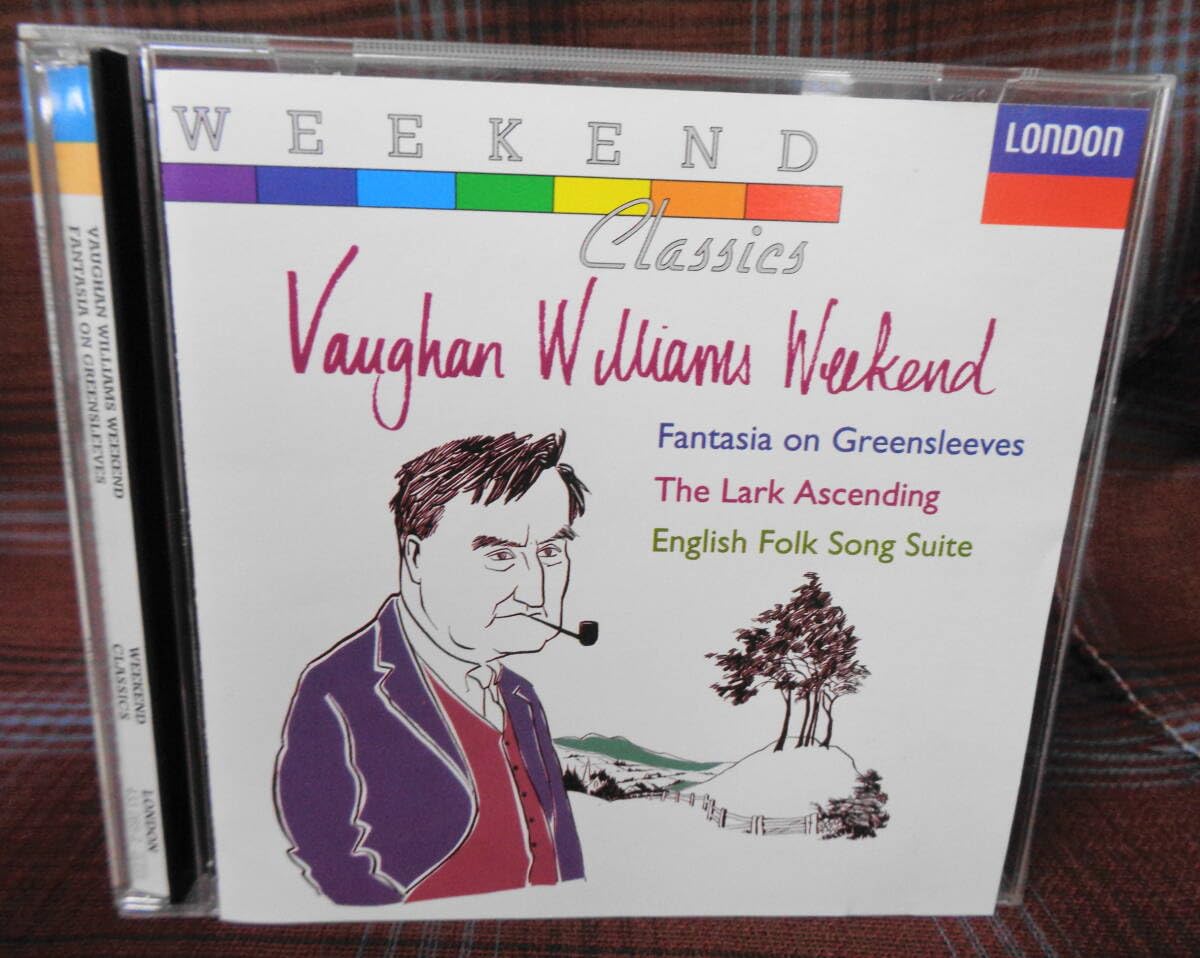 WEEKEND
Classics
LONDON
Vaughan Williams Weekend
Fantasia on Greensleeves
The Lark Ascending
English Folk Song Suite
VAUGHAN WILLIAMS WEEKEND
FANTASIA ON GREENSLEEVES
WEEKEND
CLASSICS
LONDON